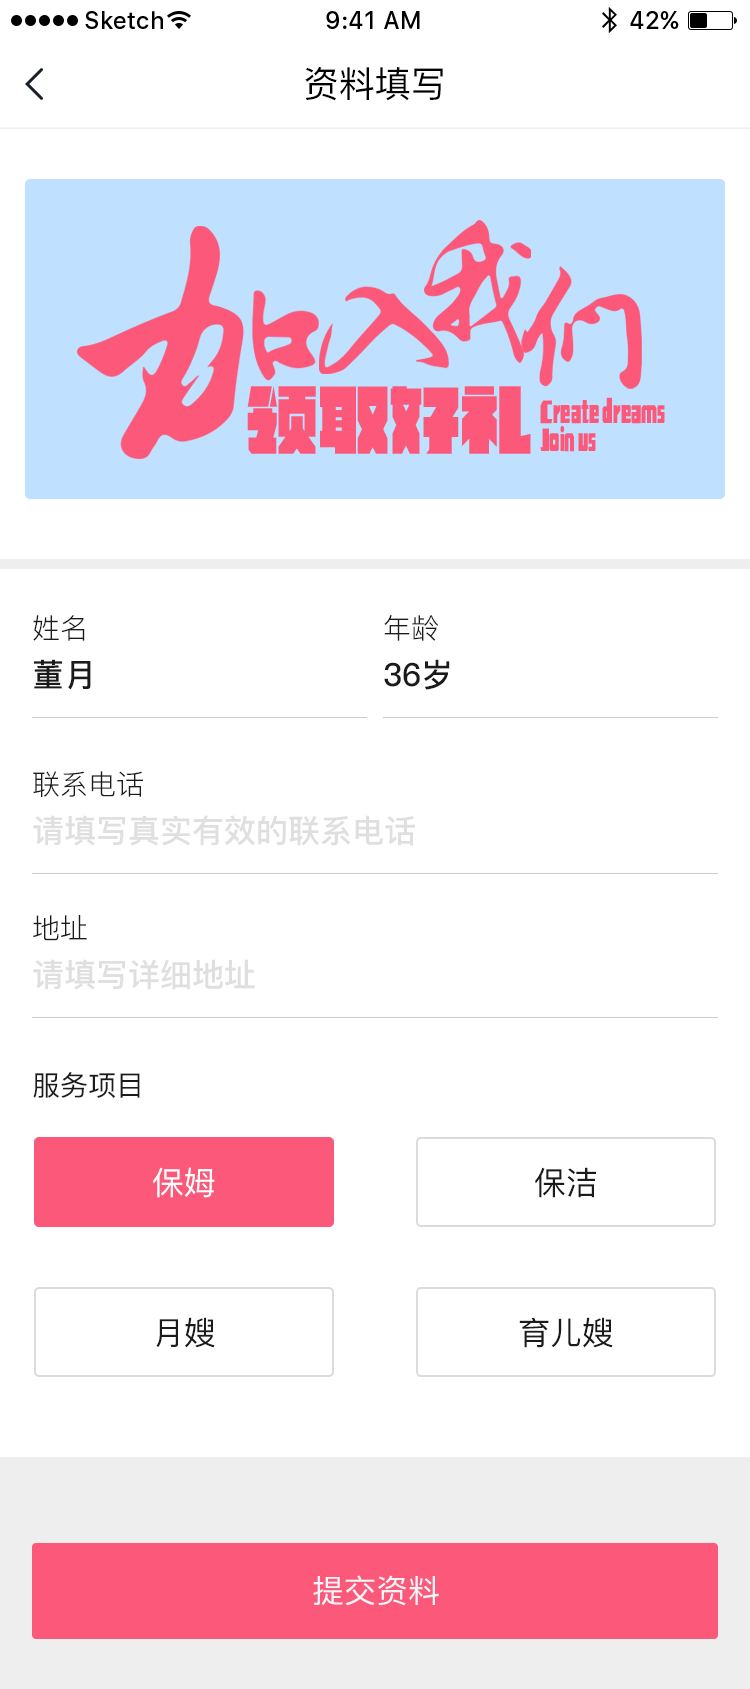 Sketch 9:41 AM 42%
资料填写
加入我们
领取好礼
Create dreams
Join us
姓名 年龄
董月 36岁
联系电话
请填写真实有效的联系电话
地址
请填写详细地址
服务项目
保姆 保洁
月嫂 育儿嫂
提交资料